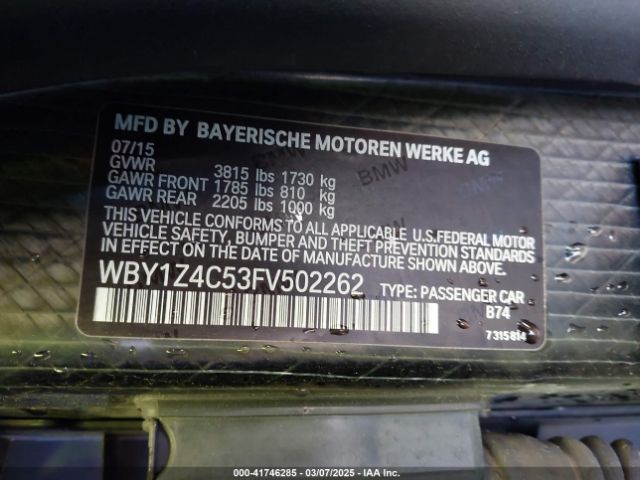 MFD BY BAYERISCHE MOTOREN WERKE AG
07/15
GVWR 3815 lbs 1730 kg
GAWR FRONT 1785 lbs 810 kg
GAWR REAR 2205 lbs 1000 kg
THIS VEHICLE CONFORMS TO ALL APPLICABLE U.S.FEDERAL MOTOR
VEHICLE SAFETY, BUMPER AND THEFT PREVENTION STANDARDS
IN EFFECT ON THE DATE OF MANUFACTURE SHOWN ABOVE.
WBY1Z4C53FV502262 TYPE: PASSENGER CAR
B74
7315814
000-41746285 - 03/07/2025 - IAA Inc.